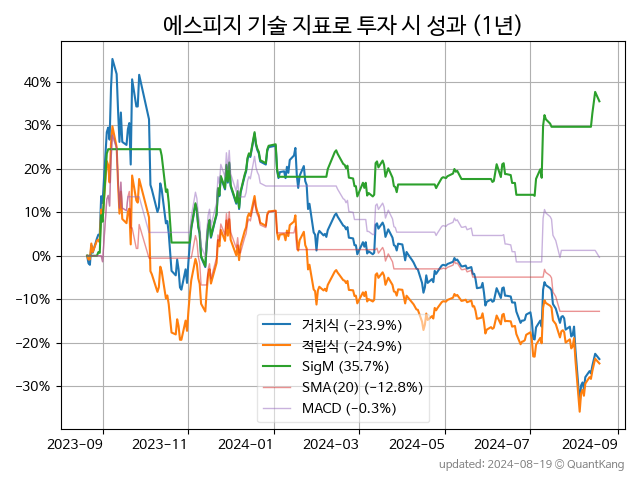 에스피지 기술 지표로 투자 시 성과 (1년)
40%
30%
20%
10%
0%
−10%
−20%
−30%
거치식 (−23.9%)
적립식 (−24.9%)
SigM (35.7%)
SMA(20) (−12.8%)
MACD (−0.3%)
2023-09 2023-11 2024-01 2024-03 2024-05 2024-07 2024-09
updated: 2024-08-19 © QuantKang